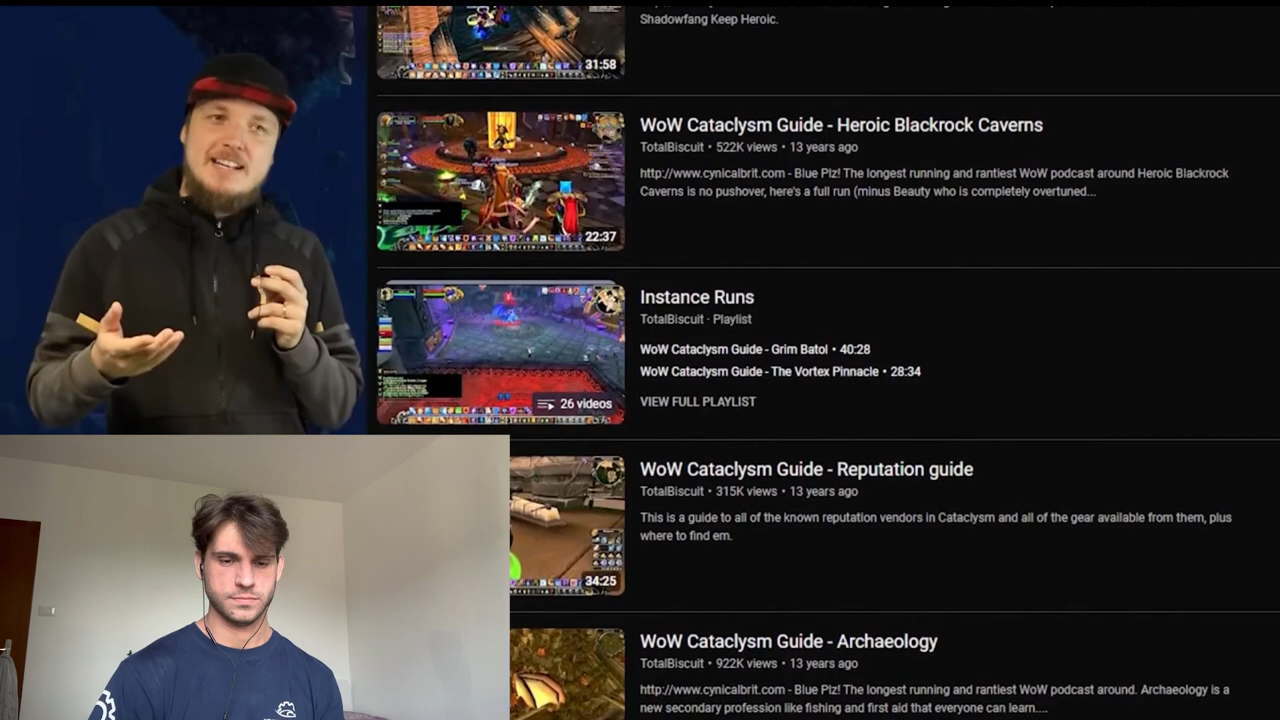 Shadowfang Keep Heroic.
31:58
WoW Cataclysm Guide - Heroic Blackrock Caverns
TotalBiscuit • 522K views • 13 years ago
http://www.cynicalbrit.com - Blue Plz! The longest running and rantiest WoW podcast around Heroic Blackrock
Caverns is no pushover, here's a full run (minus Beauty who is completely overtuned...
22:37
Instance Runs
TotalBiscuit · Playlist
WoW Cataclysm Guide - Grim Batol • 40:28
WoW Cataclysm Guide - The Vortex Pinnacle • 28:34
26 videos
VIEW FULL PLAYLIST
WoW Cataclysm Guide - Reputation guide
TotalBiscuit • 315K views • 13 years ago
This is a guide to all of the known reputation vendors in Cataclysm and all of the gear available from them, plus
where to find em.
34:25
WoW Cataclysm Guide - Archaeology
TotalBiscuit • 922K views • 13 years ago
http://www.cynicalbrit.com - Blue Plz! The longest running and rantiest WoW podcast around. Archaeology is a
new secondary profession like fishing and first aid that everyone can learn....